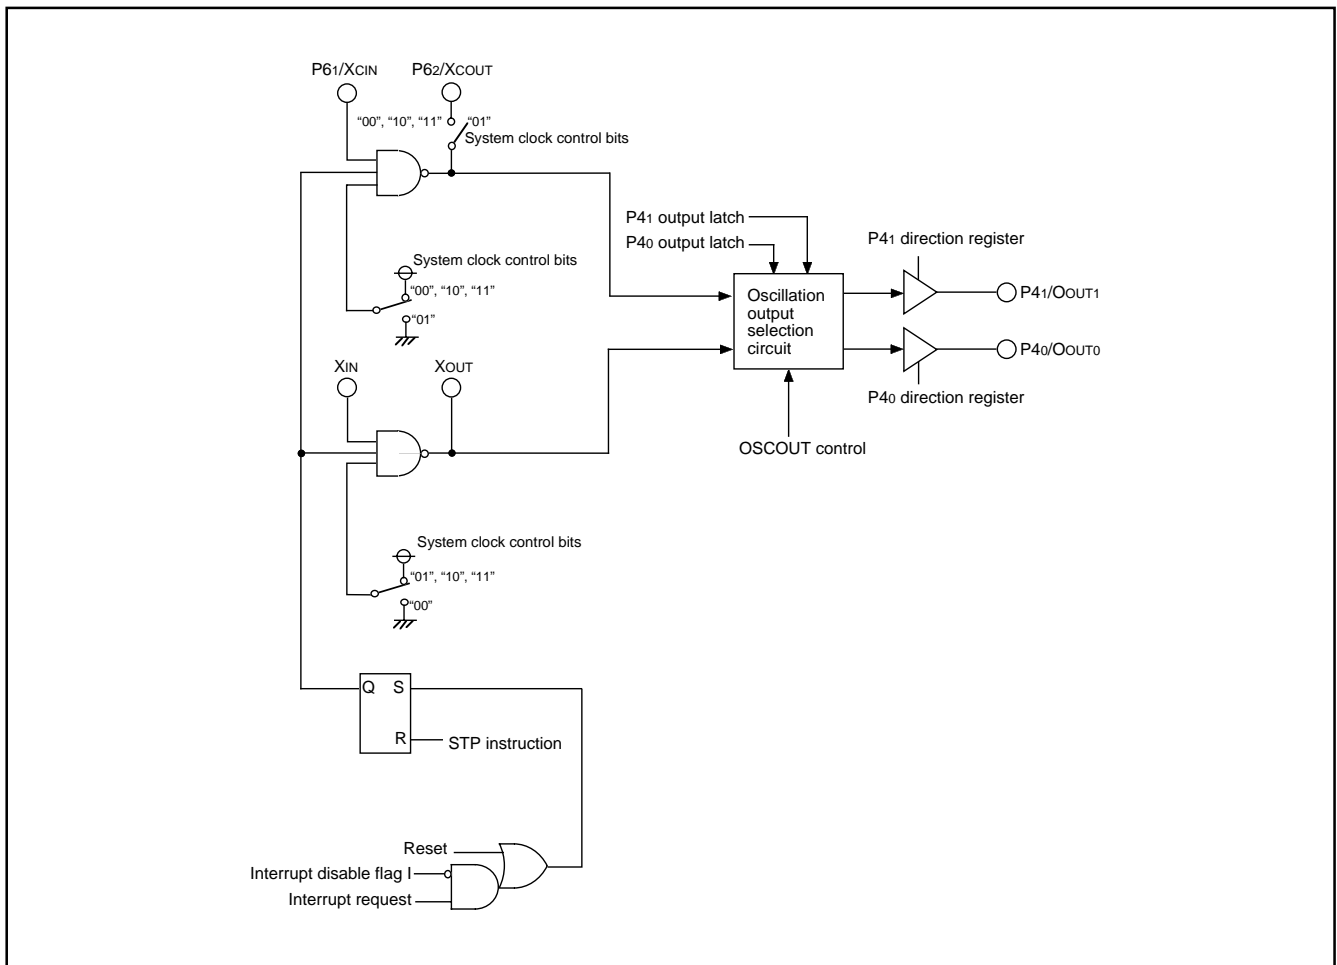 P61/XCIN
P62/XCOUT
“00”, “10”, “11”
“01”
System clock control bits
System clock control bits
“00”, “10”, “11”
“01”
P41 output latch
P40 output latch
P41 direction register
Oscillation
output
selection
circuit
P41/OOUT1
P40/OOUT0
P40 direction register
OSCOUT control
XIN
XOUT
System clock control bits
“01”, “10”, “11”
“00”
Q
S
R
STP instruction
Reset
Interrupt disable flag I
Interrupt request